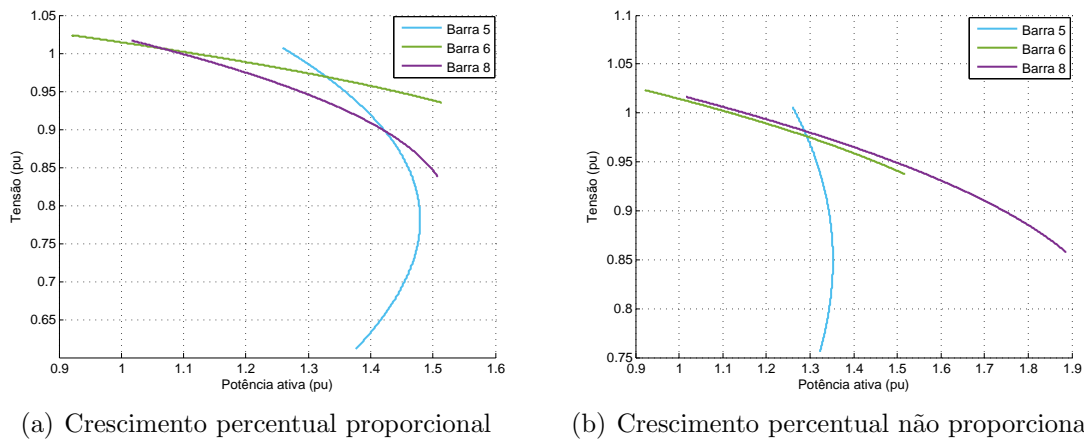 1.05
1
0.95
0.9
0.85
0.8
0.75
0.7
0.65
Tensão (pu)
0.9 1 1.1 1.2 1.3 1.4 1.5 1.6
Potência ativa (pu)
Barra 5
Barra 6
Barra 8
(a) Crescimento percentual proporcional
1.1
1.05
1
0.95
0.9
0.85
0.8
0.75
Tensão (pu)
0.9 1 1.1 1.2 1.3 1.4 1.5 1.6 1.7 1.8 1.9
Potência ativa (pu)
Barra 5
Barra 6
Barra 8
(b) Crescimento percentual não proporciona